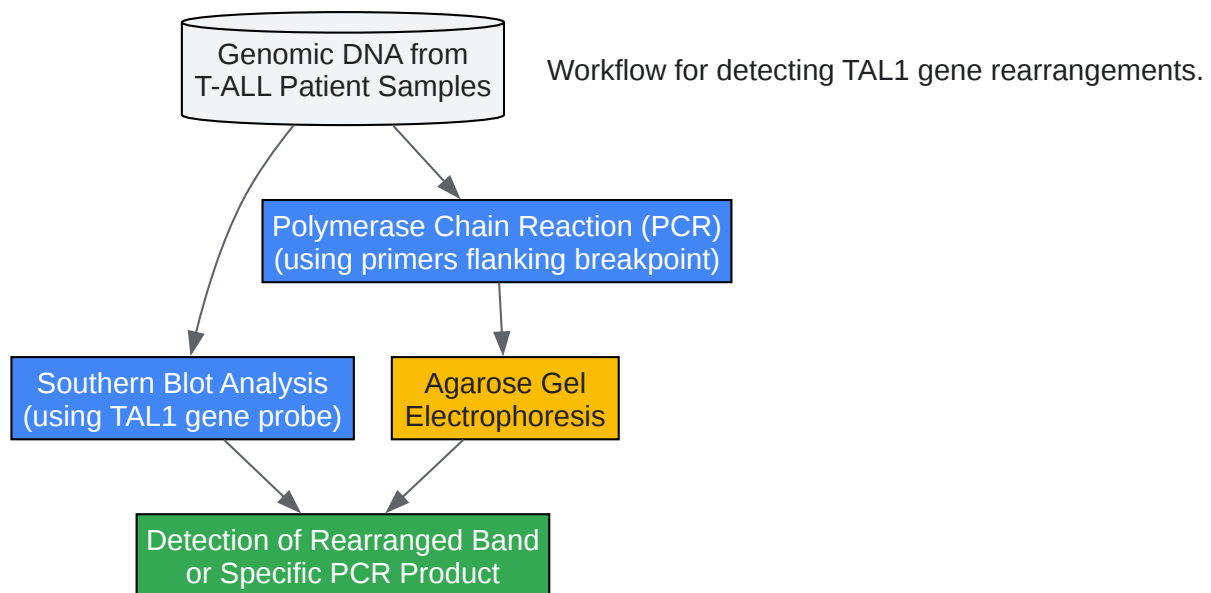 Genomic DNA from
T-ALL Patient Samples
Workflow for detecting TAL1 gene rearrangements.
Polymerase Chain Reaction (PCR)
(using primers flanking breakpoint)
Southern Blot Analysis
(using TAL1 gene probe)
Agarose Gel
Electrophoresis
Detection of Rearranged Band
or Specific PCR Product